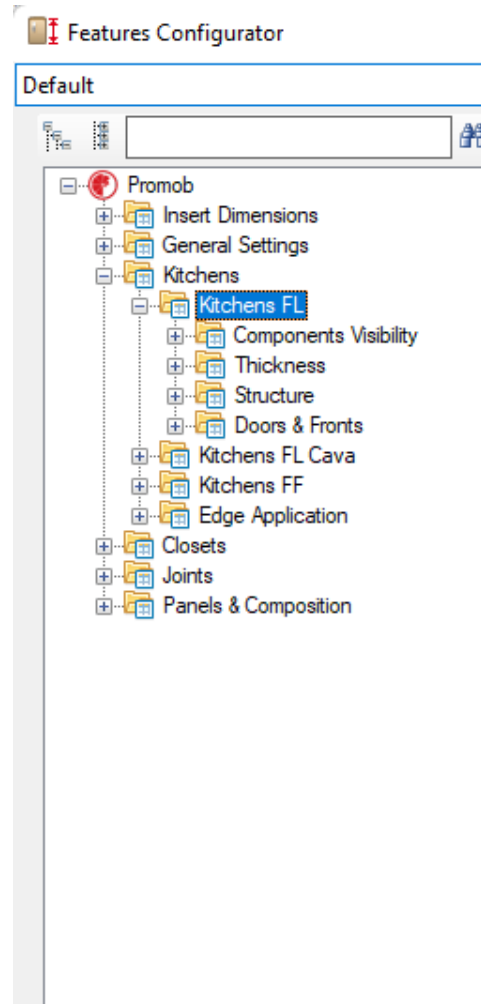 Features Configurator
Default
Promob
Insert Dimensions
General Settings
Kitchens
Kitchens FL
Components Visibility
Thickness
Structure
Doors & Fronts
Kitchens FL Cava
Kitchens FF
Edge Application
Closets
Joints
Panels & Composition